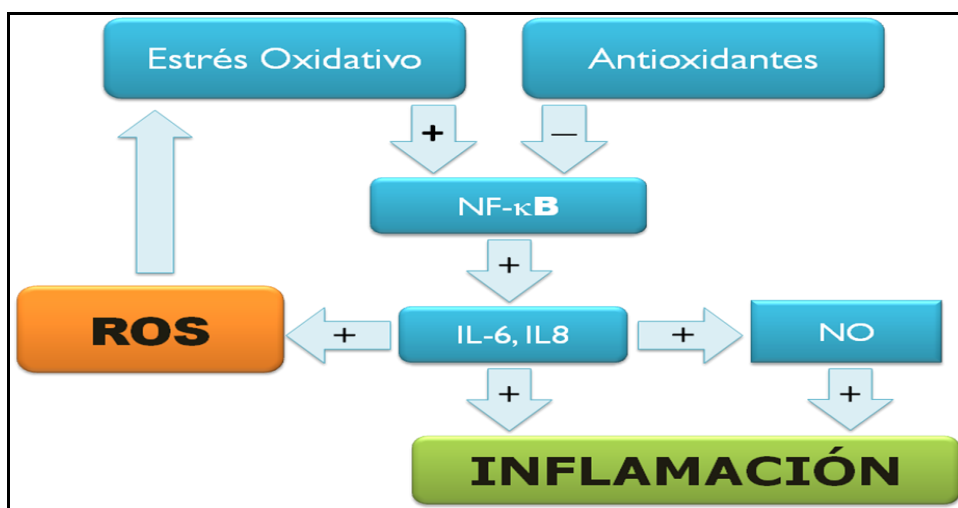 Estrés Oxidativo
Antioxidantes
+
—
NF-κB
+
ROS
+
IL-6, IL8
+
NO
+
+
INFLAMACIÓN